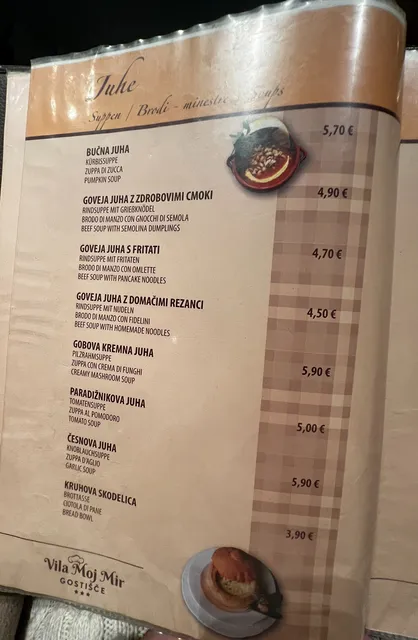 Juhe
Suppen / Brodi - minestre / Soups
BUČNA JUHA 5,70 €
KÜRBISSUPPE
ZUPPA DI ZUCCA
PUMPKIN SOUP
GOVEJA JUHA Z ZDROBOVIMI CMOKI 4,90 €
RINDSUPPE MIT GRIEßKNÖDEL
BRODO DI MANZO CON GNOCCHI DI SEMOLA
BEEF SOUP WITH SEMOLINA DUMPLINGS
GOVEJA JUHA S FRITATI 4,70 €
RINDSUPPE MIT FRITATEN
BRODO DI MANZO CON OMLETTE
BEEF SOUP WITH PANCAKE NOODLES
GOVEJA JUHA Z DOMAČIMI REZANCI 4,50 €
RINDSUPPE MIT NUDELN
BRODO DI MANZO CON FIDELINI
BEEF SOUP WITH HOMEMADE NOODLES
GOBOVA KREMNA JUHA 5,90 €
PILZRAHMSUPPE
ZUPPA CON CREMA DI FUNGHI
CREAMY MASHROOM SOUP
PARADIŽNIKOVA JUHA 5,00 €
TOMATENSUPPE
ZUPPA AL POMODORO
TOMATO SOUP
ČESNOVA JUHA 5,90 €
KNOBLAUCHSUPPE
ZUPPA D'AGLIO
GARLIC SOUP
KRUHOVA SKODELICA 3,90 €
BROTTASSE
CIOTOLA DI PANE
BREAD BOWL
Vila Moj Mir
GOSTIŠČE